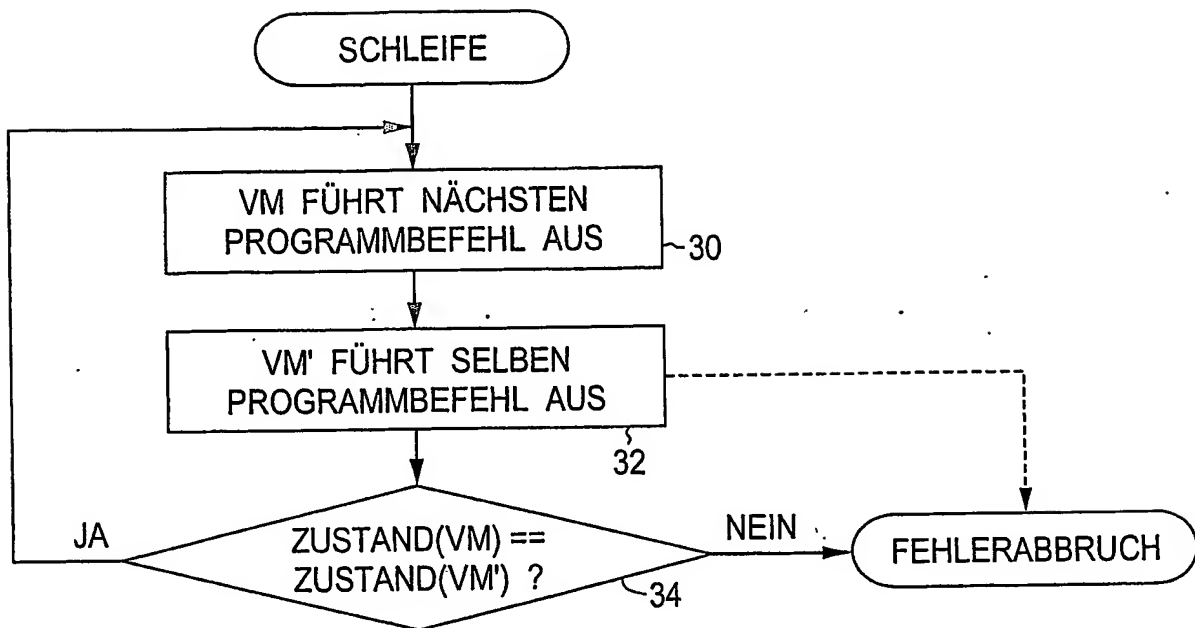 SCHLEIFE
VM FÜHRT NÄCHSTEN
PROGRAMMBEFEHL AUS
30
VM' FÜHRT SELBEN
PROGRAMMBEFEHL AUS
32
JA
ZUSTAND(VM) ==
ZUSTAND(VM') ?
34
NEIN
FEHLERABBRUCH